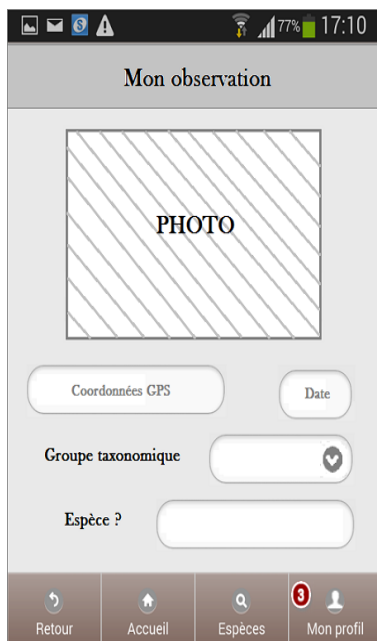 77% 17:10
Mon observation
PHOTO
Coordonnées GPS
Date
Groupe taxonomique
Espèce ?
3
Retour
Accueil
Espèces
Mon profil